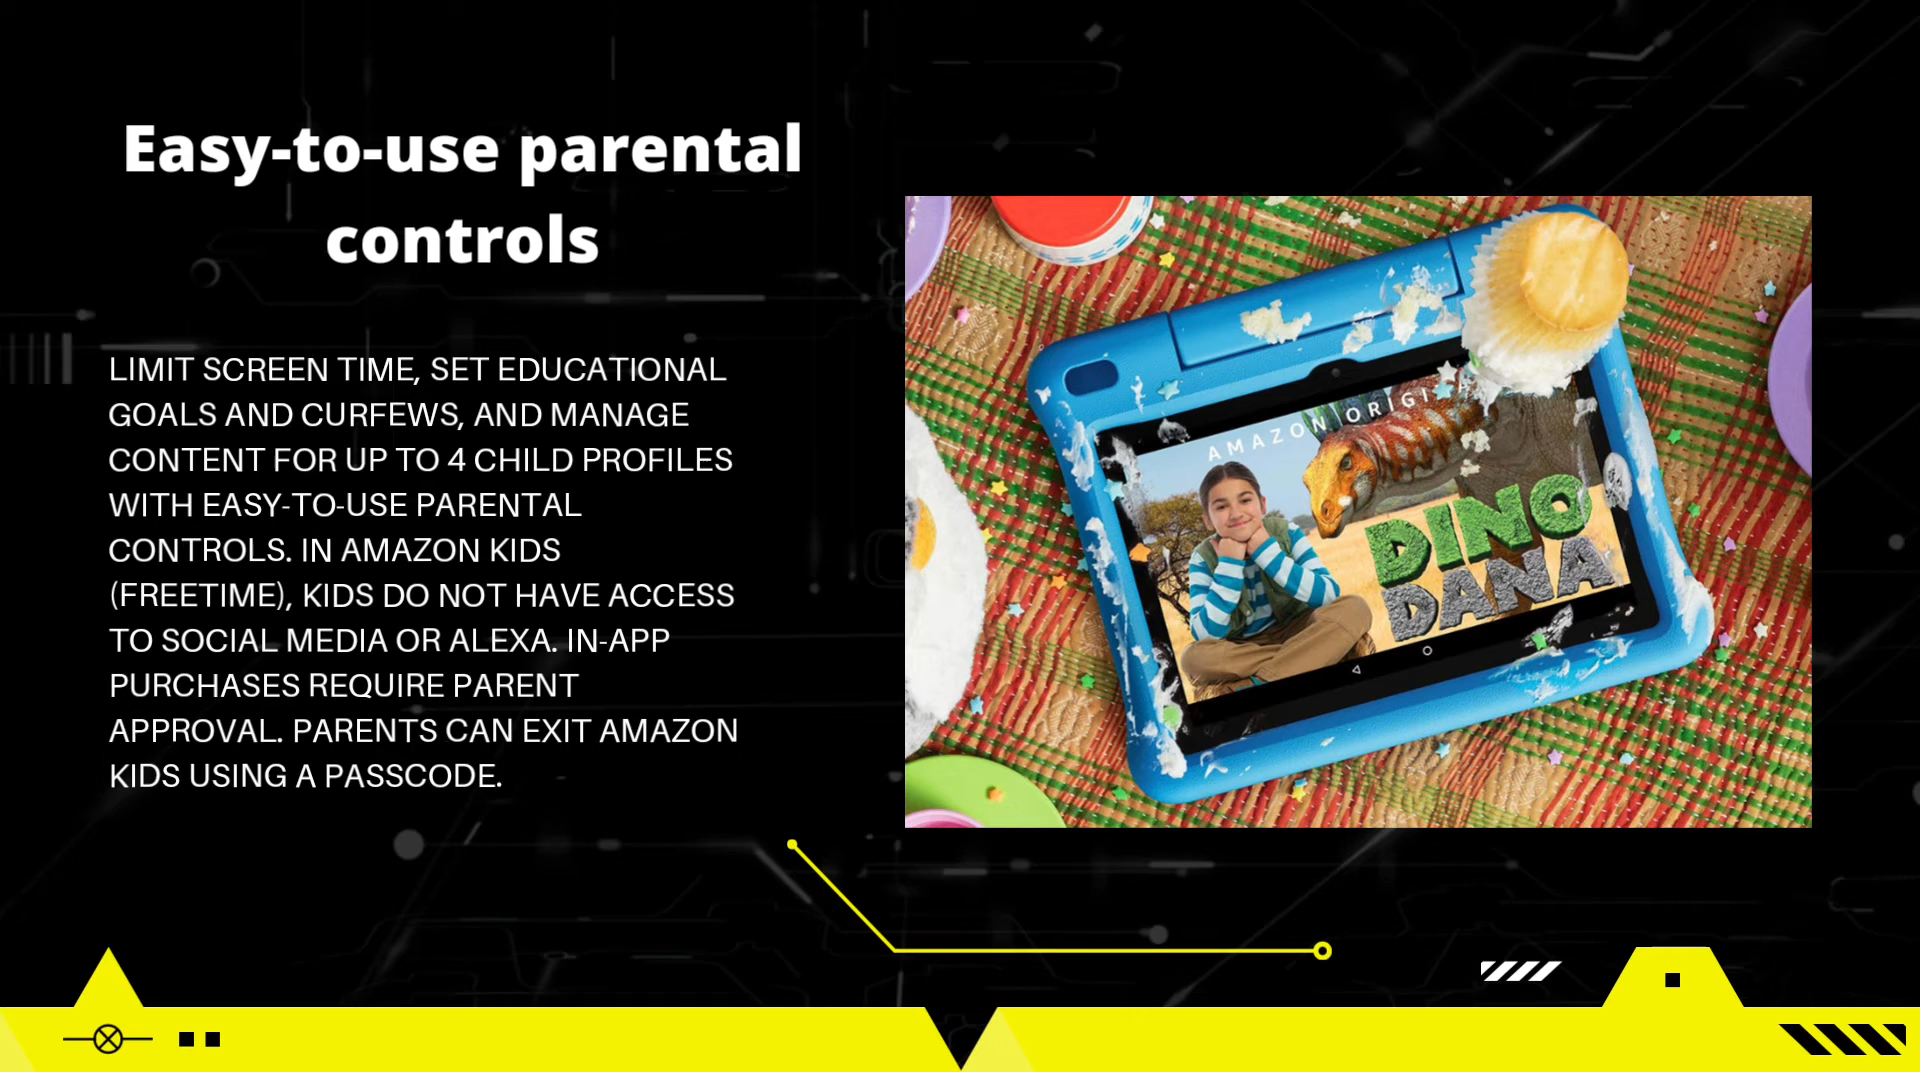 Easy-to-use parental
controls
LIMIT SCREEN TIME, SET EDUCATIONAL
GOALS AND CURFEWS, AND MANAGE
CONTENT FOR UP TO 4 CHILD PROFILES
WITH EASY-TO-USE PARENTAL
CONTROLS. IN AMAZON KIDS
(FREETIME), KIDS DO NOT HAVE ACCESS
TO SOCIAL MEDIA OR ALEXA. IN-APP
PURCHASES REQUIRE PARENT
APPROVAL. PARENTS CAN EXIT AMAZON
KIDS USING A PASSCODE.
AMAZON ORIGI
DINO
DANA